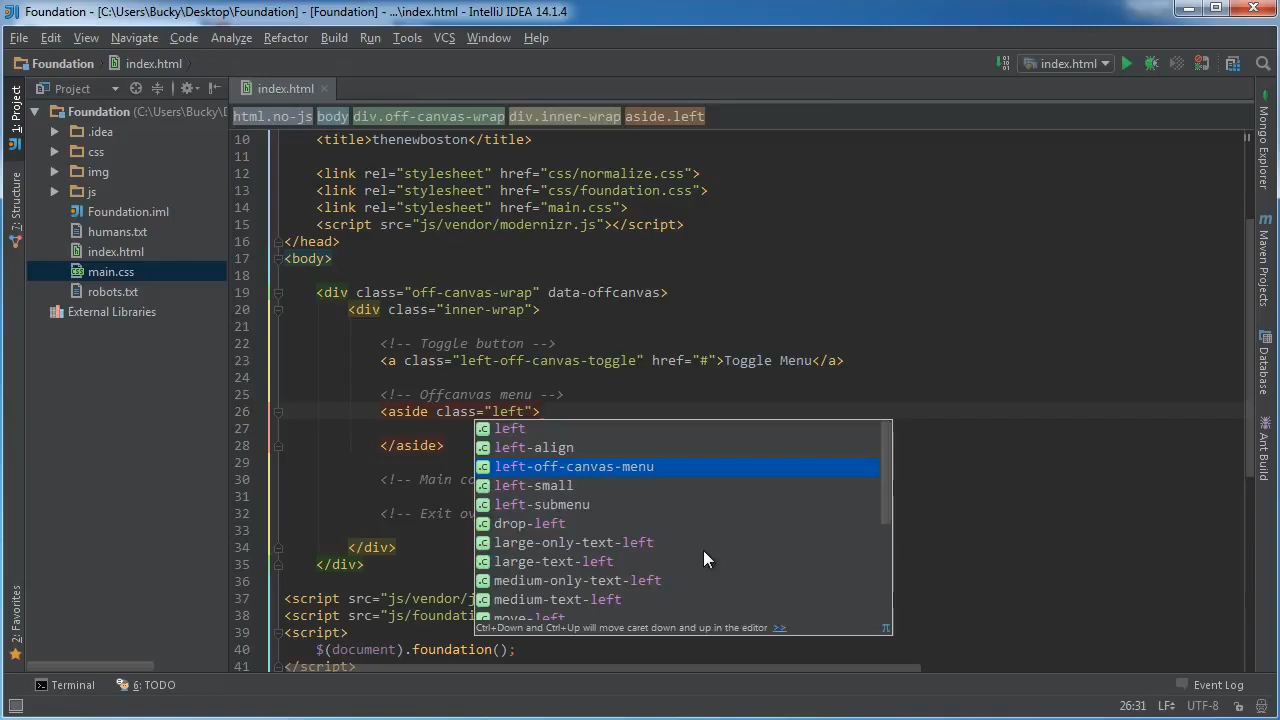 Foundation - [C:\Users\Bucky\Desktop\Foundation] - [Foundation] - ...\index.html - IntelliJ IDEA 14.1.4
File Edit View Navigate Code Analyze Refactor Build Run Tools VCS Window Help
Foundation index.html index.html
1: Project
7: Structure
2: Favorites
Project
Foundation (C:\Users\Bucky\D
.idea
css
img
js
Foundation.iml
humans.txt
index.html
main.css
robots.txt
External Libraries
index.html
html.no-js body div.off-canvas-wrap div.inner-wrap aside.left
10 <title>thenewboston</title>
11
12 <link rel="stylesheet" href="css/normalize.css">
13 <link rel="stylesheet" href="css/foundation.css">
14 <link rel="stylesheet" href="main.css">
15 <script src="js/vendor/modernizr.js"></script>
16 </head>
17 <body>
18
19 <div class="off-canvas-wrap" data-offcanvas>
20 <div class="inner-wrap">
21
22 <!-- Toggle button -->
23 <a class="left-off-canvas-toggle" href="#">Toggle Menu</a>
24
25 <!-- Offcanvas menu -->
26 <aside class="left">
27
28 </aside>
29
30 <!-- Main co
31
32 <!-- Exit ov
33
34 </div>
35 </div>
36
37 <script src="js/vendor/j
38 <script src="js/foundati
39 <script>
40 $(document).foundation();
41 </script>
left
left-align
left-off-canvas-menu
left-small
left-submenu
drop-left
large-only-text-left
large-text-left
medium-only-text-left
medium-text-left
move-left
Ctrl+Down and Ctrl+Up will move caret down and up in the editor >> π
Mongo Explorer
Maven Projects
Database
Ant Build
Terminal 6: TODO Event Log
26:31 LF UTF-8